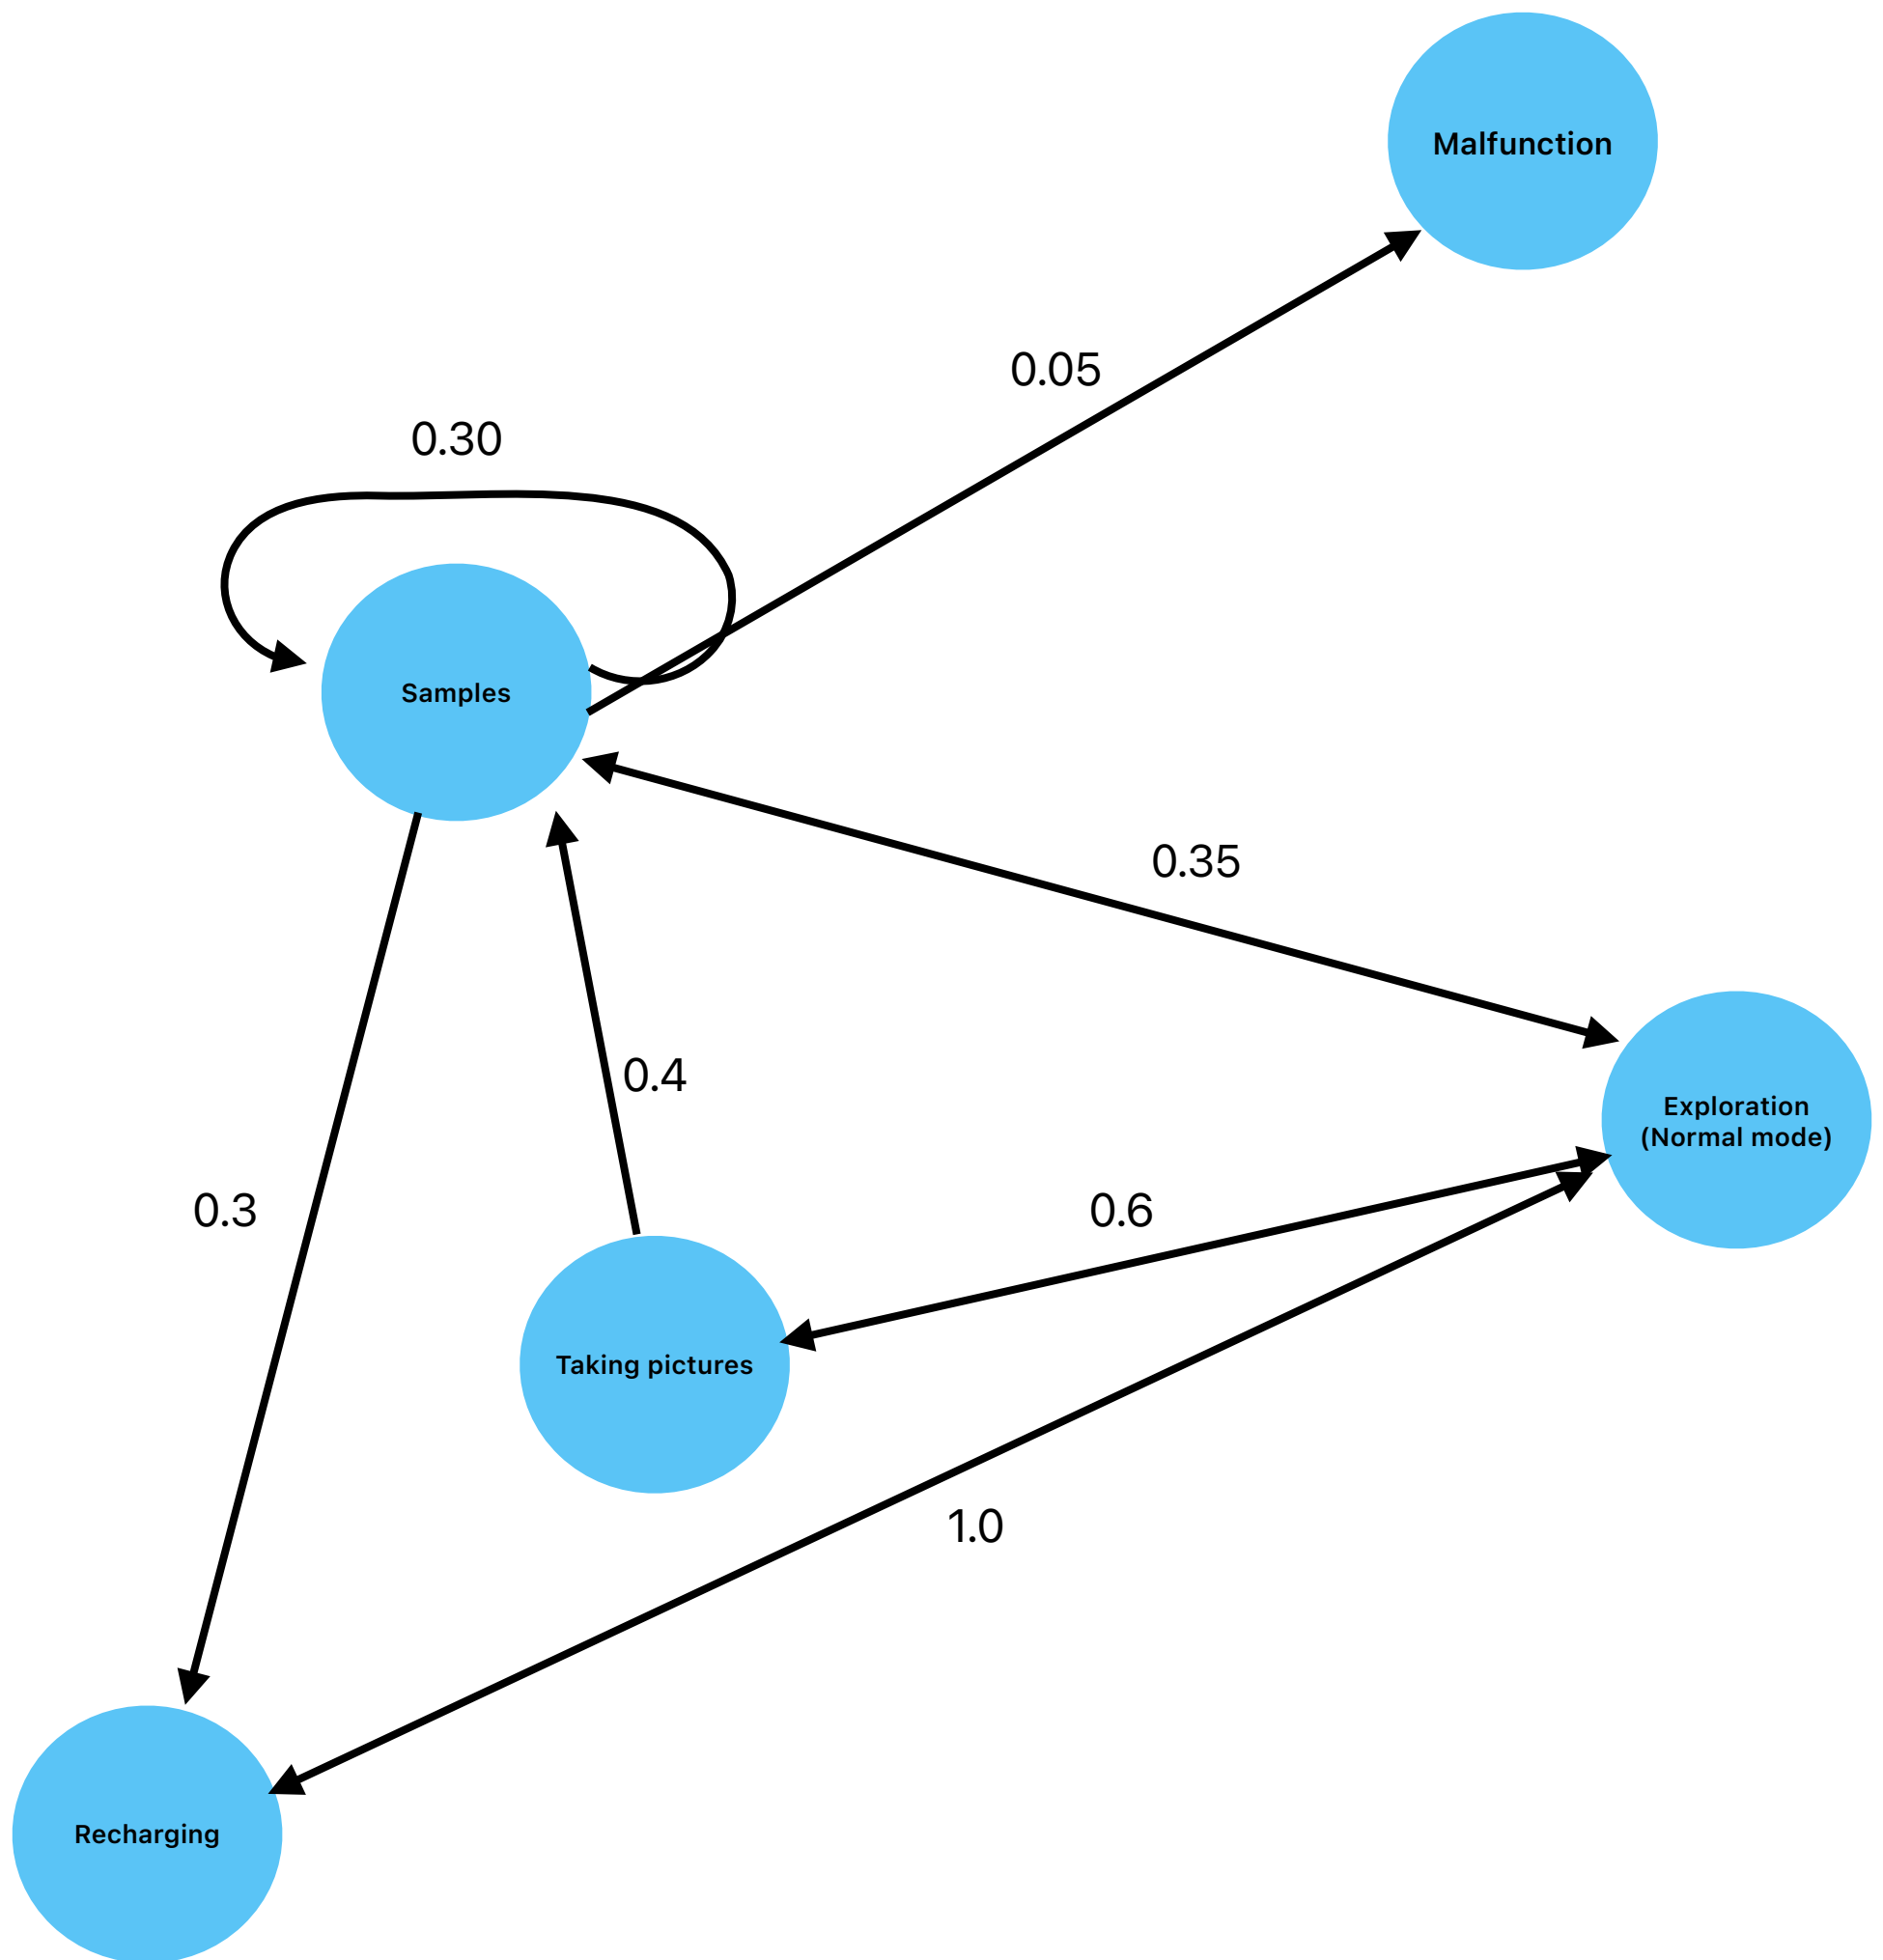 Malfunction
0.05
0.30
Samples
0.35
0.4
Exploration
(Normal mode)
0.3
0.6
Taking pictures
1.0
Recharging